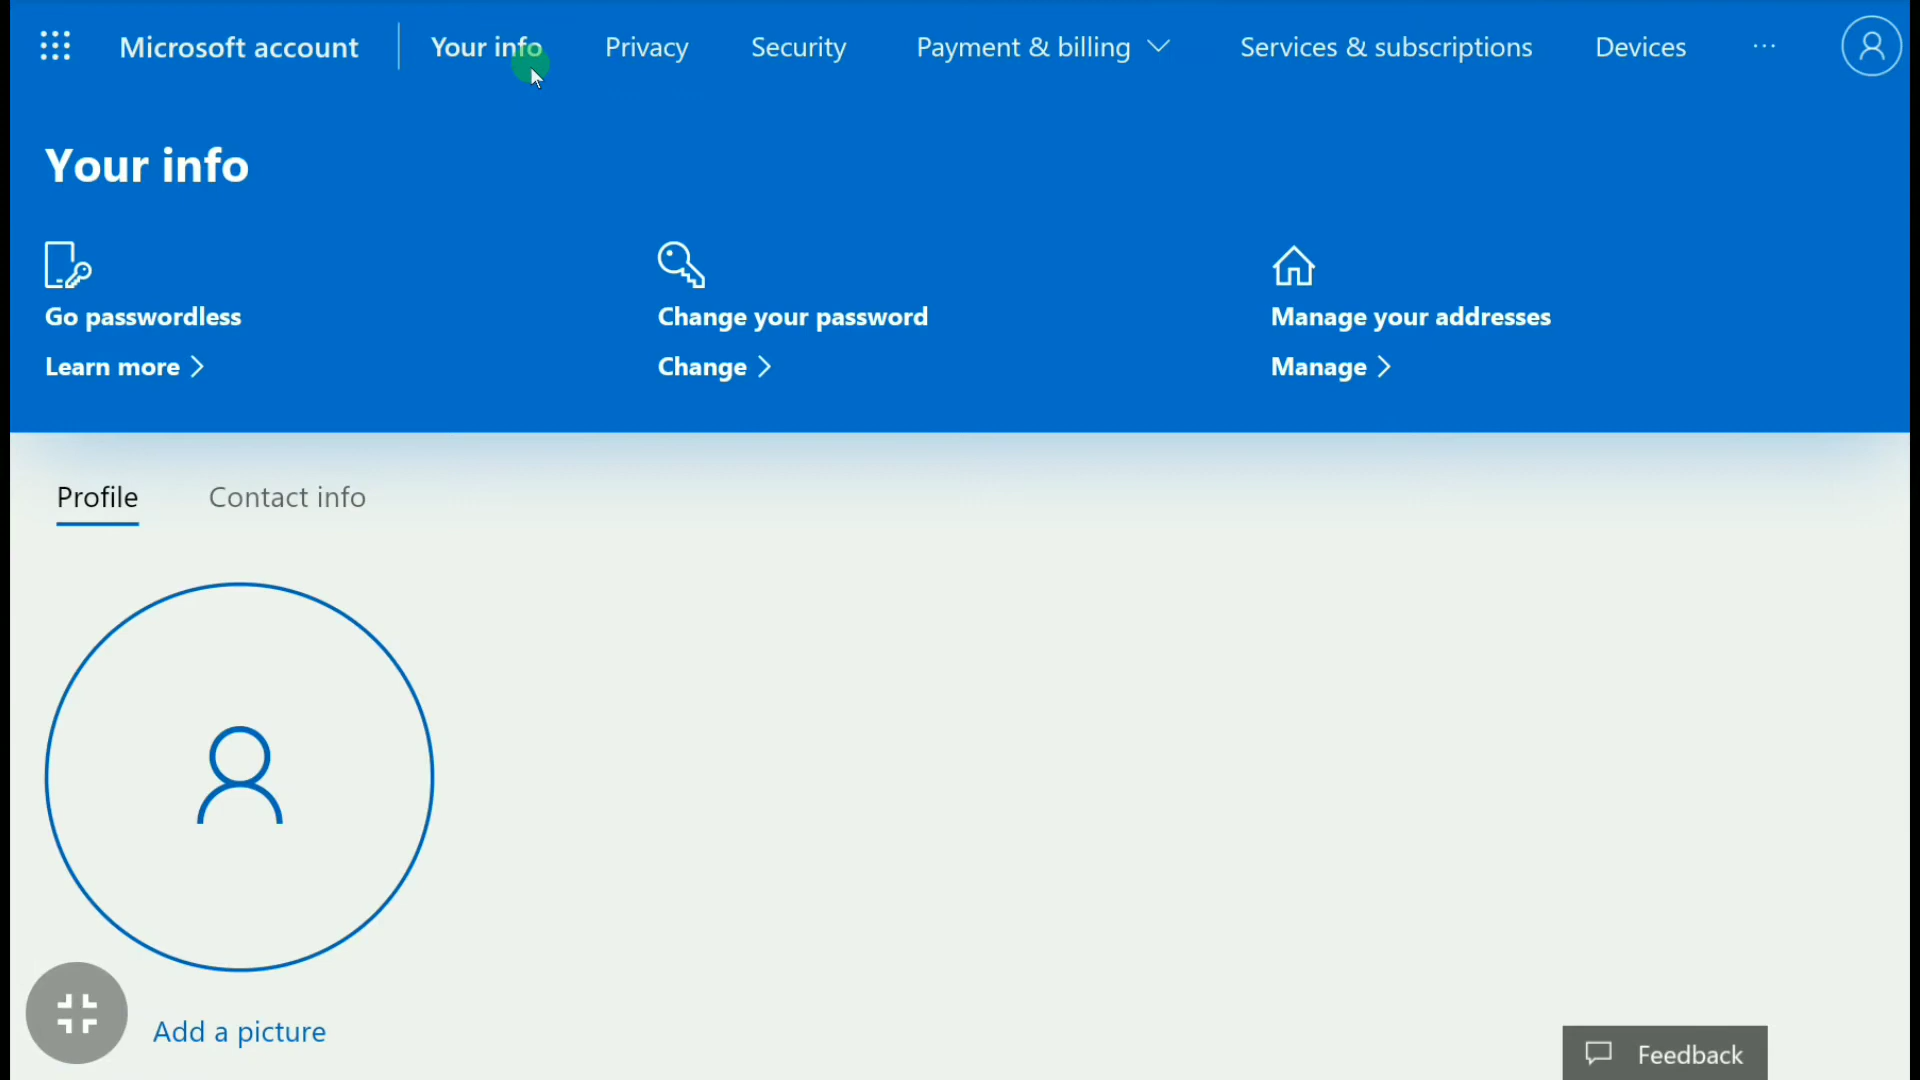 Microsoft account
Your info
Privacy
Security
Payment & billing
Services & subscriptions
Devices
...
Your info
Go passwordless
Learn more
Change your password
Change
Manage your addresses
Manage
Profile
Contact info
Add a picture
Feedback